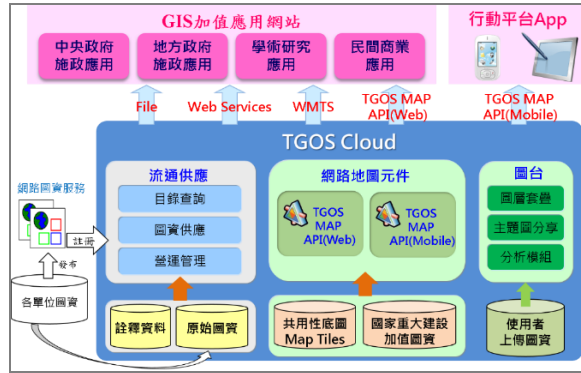 GIS加值應用網站
行動平台App
中央政府
施政應用
地方政府
施政應用
學術研究
應用
民間商業
應用
File
Web Services
WMTS
TGOS MAP
API(Web)
TGOS MAP
API(Mobile)
TGOS Cloud
網路圖資服務
註冊
發布
各單位圖資
流通供應
目錄查詢
圖資供應
營運管理
詮釋資料
原始圖資
網路地圖元件
TGOS
MAP
API(Web)
TGOS
MAP
API(Mobile)
共用性底圖
Map Tiles
國家重大建設
加值圖資
圖台
圖層套疊
主題圖分享
分析模組
使用者
上傳圖資